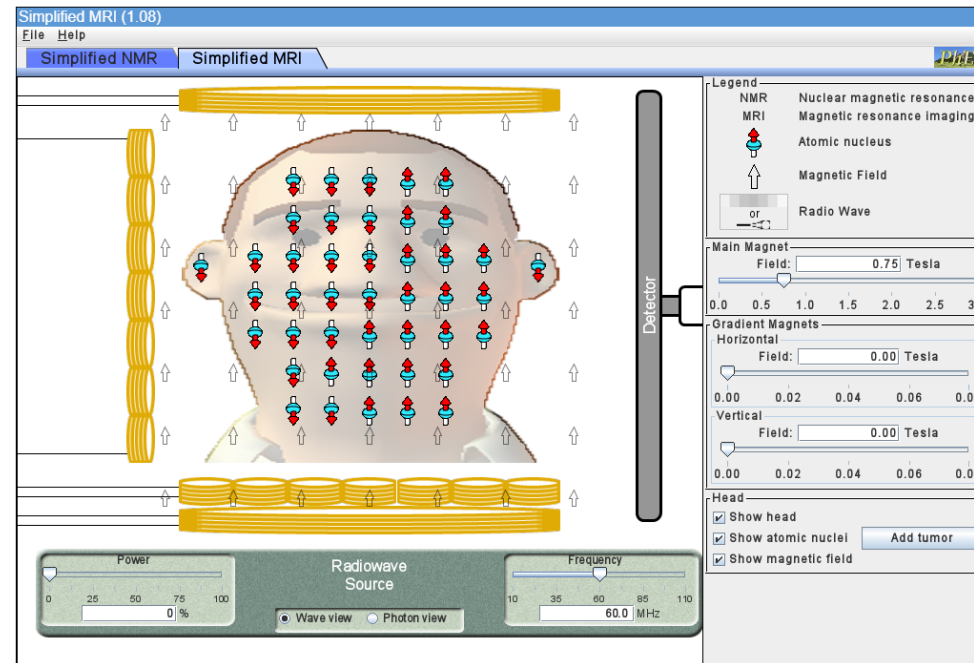 Simplified MRI (1.08)
File Help
Simplified NMR Simplified MRI
Legend
NMR Nuclear magnetic resonance
MRI Magnetic resonance imaging
Atomic nucleus
Magnetic Field
or
Radio Wave
Main Magnet
Field: 0.75 Tesla
0.0 0.5 1.0 1.5 2.0 2.5 3
Detector
Gradient Magnets
Horizontal
Field: 0.00 Tesla
0.00 0.02 0.04 0.06 0.0
Vertical
Field: 0.00 Tesla
0.00 0.02 0.04 0.06 0.0
Head
Show head
Show atomic nuclei Add tumor
Show magnetic field
Power
0 25 50 75 100
0 %
Radiowave
Source
Wave view Photon view
Frequency
10 35 60 85 110
60.0 MHz